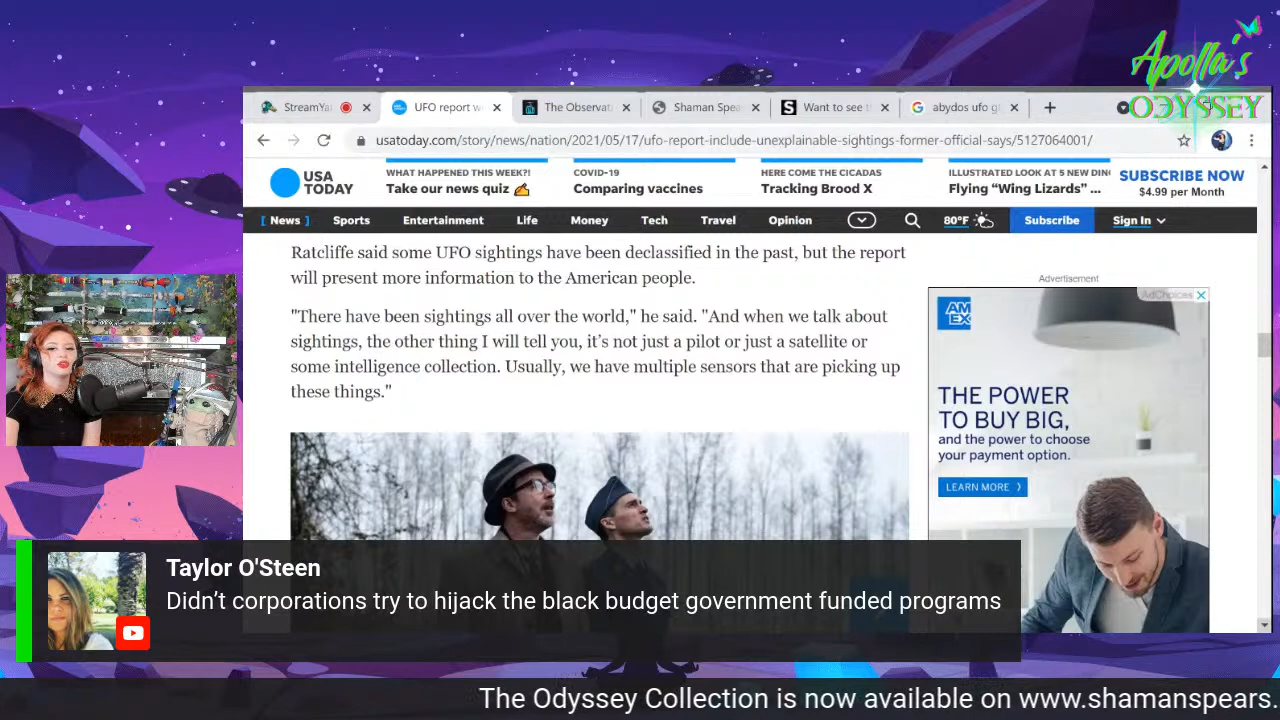 Apolla's
ODYSSEY
StreamYa
UFO report w
The Observat
Shaman Spea
Want to see t
abydos ufo g
usatoday.com/story/news/nation/2021/05/17/ufo-report-include-unexplainable-sightings-former-official-says/5127064001/
USA
TODAY
WHAT HAPPENED THIS WEEK?!
Take our news quiz
COVID-19
Comparing vaccines
HERE COME THE CICADAS
Tracking Brood X
ILLUSTRATED LOOK AT 5 NEW DIN
Flying “Wing Lizards” ...
SUBSCRIBE NOW
$4.99 per Month
[ News ] Sports Entertainment Life Money Tech Travel Opinion 80°F Subscribe Sign In
Ratcliffe said some UFO sightings have been declassified in the past, but the report
will present more information to the American people.
"There have been sightings all over the world," he said. "And when we talk about
sightings, the other thing I will tell you, it’s not just a pilot or just a satellite or
some intelligence collection. Usually, we have multiple sensors that are picking up
these things."
Advertisement
AdChoices
AM
EX
THE POWER
TO BUY BIG,
and the power to choose
your payment option.
LEARN MORE
Taylor O'Steen
Didn’t corporations try to hijack the black budget government funded programs
The Odyssey Collection is now available on www.shamanspears.